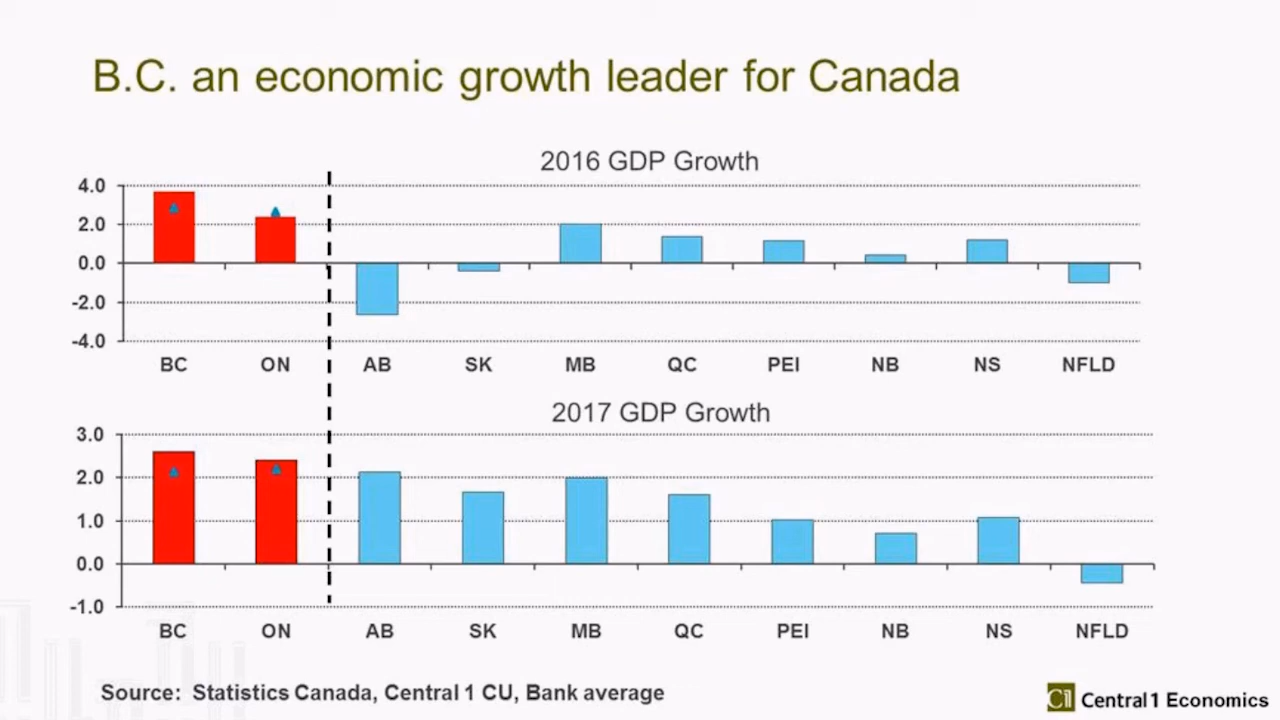 B.C. an economic growth leader for Canada
2016 GDP Growth
4.0
2.0
0.0
-2.0
-4.0
BC ON AB SK MB QC PEI NB NS NFLD
2017 GDP Growth
3.0
2.0
1.0
0.0
-1.0
BC ON AB SK MB QC PEI NB NS NFLD
Source: Statistics Canada, Central 1 CU, Bank average
C1 Central 1 Economics